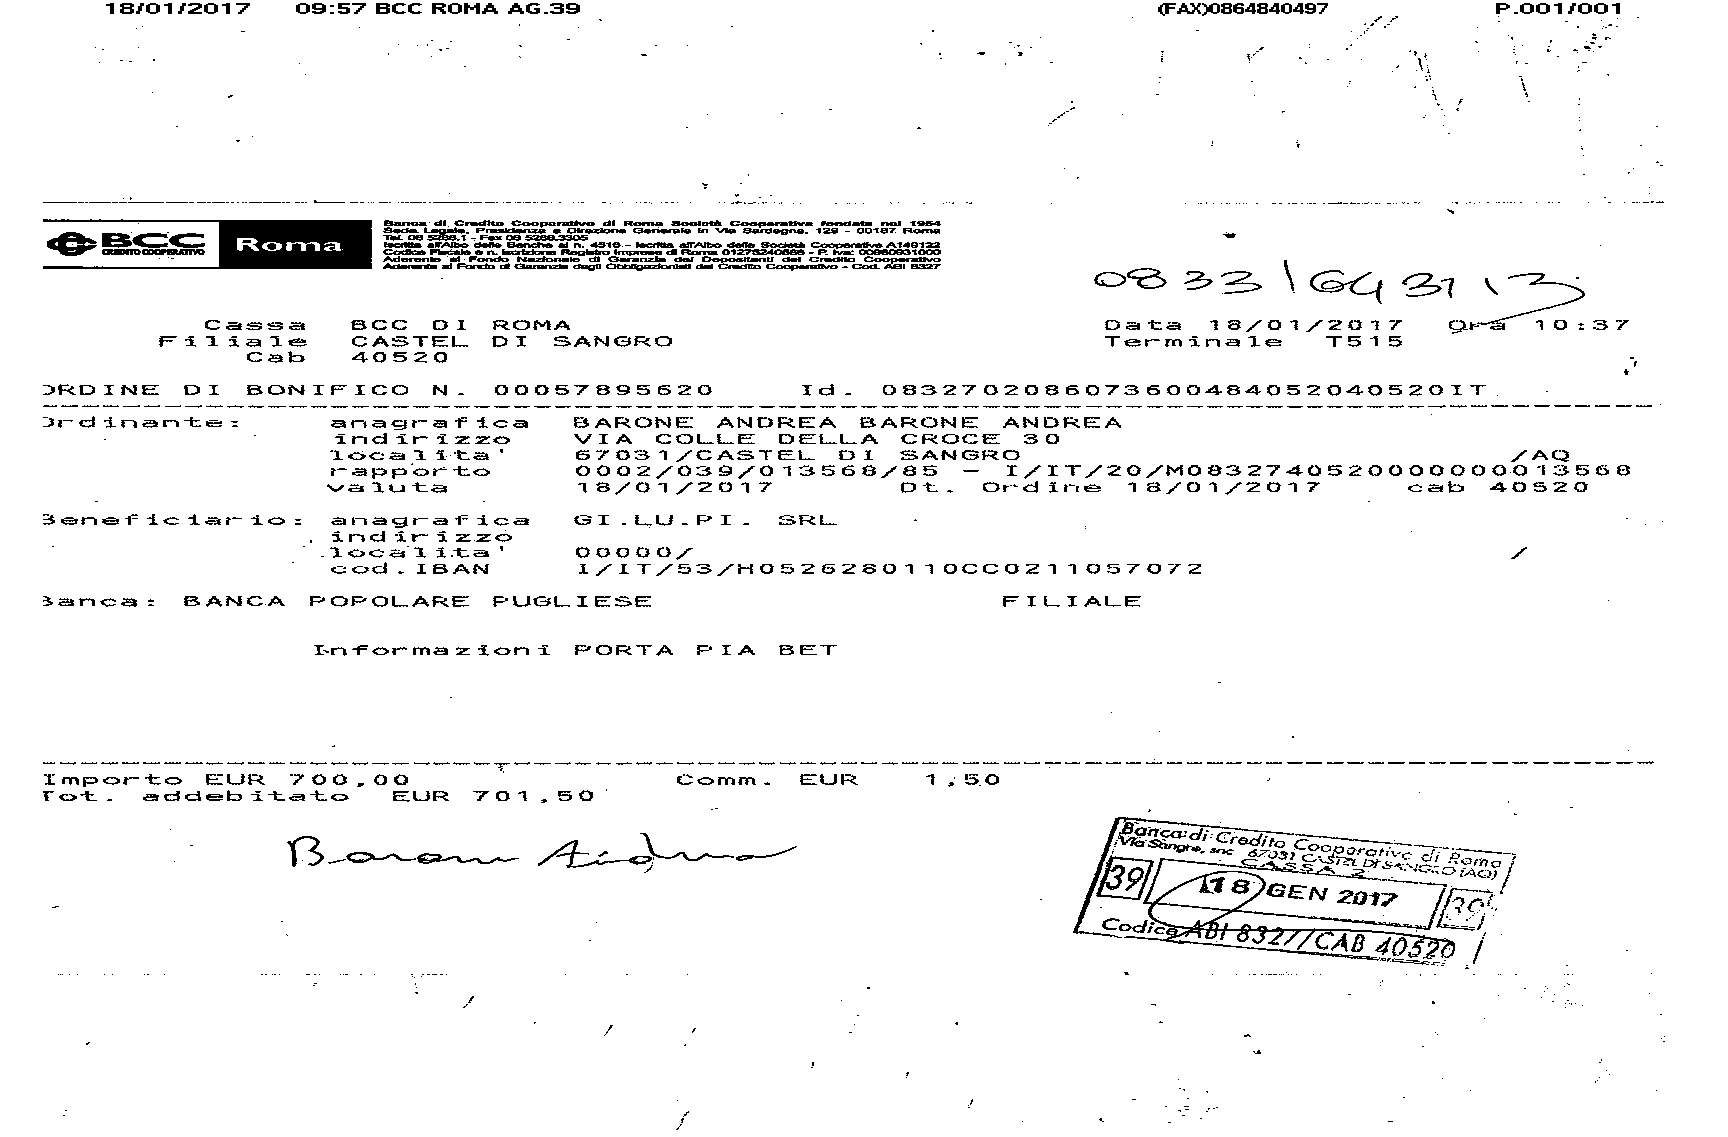 18/01/2017 09:57 BCC ROMA AG.39 (FAX)0864840497 P.001/001
BCC Roma
CREDITO COOPERATIVO
Banca di Credito Cooperativo di Roma Società Cooperativa fondata nel 1954
Sede Legale, Presidenza e Direzione Generale in Via Sardegna, 129 - 00187 Roma
Tel. 06 5286.1 - Fax 06 5286.3305
Iscritta all'Albo delle Banche al n. 4516 - Iscritta all'Albo delle Società Cooperative A149122
Codice Fiscale e n. Iscrizione Registro Imprese di Roma 01275240586 - P. Iva: 00980931000
Aderente al Fondo Nazionale di Garanzia dei Depositanti del Credito Cooperativo
Aderente al Fondo di Garanzia degli Obbligazionisti del Credito Cooperativo - Cod. ABI 8327
0833/643113
Cassa BCC DI ROMA Data 18/01/2017 Ora 10:37
Filiale CASTEL DI SANGRO Terminale T515
Cab 40520
ORDINE DI BONIFICO N. 00057895620 Id. 0832702086073600484052040520IT
Ordinante: anagrafica BARONE ANDREA BARONE ANDREA
indirizzo VIA COLLE DELLA CROCE 30
localita' 67031/CASTEL DI SANGRO /AQ
rapporto 0002/039/013568/85 - I/IT/20/M0832740520000000013568
valuta 18/01/2017 Dt. Ordine 18/01/2017 cab 40520
Beneficiario: anagrafica GI.LU.PI. SRL
indirizzo
localita' 00000/ /
cod.IBAN I/IT/53/H0526280110CC0211057072
Banca: BANCA POPOLARE PUGLIESE FILIALE
Informazioni PORTA PIA BET
Importo EUR 700,00 Comm. EUR 1,50
Tot. addebitato EUR 701,50
Barone Andrea
Banca di Credito Cooperativo di Roma
Via Sangro, snc 67031 CASTEL DI SANGRO (AQ)
CASSA 2
39 18 GEN 2017 39
Codice ABI 8327/CAB 40520